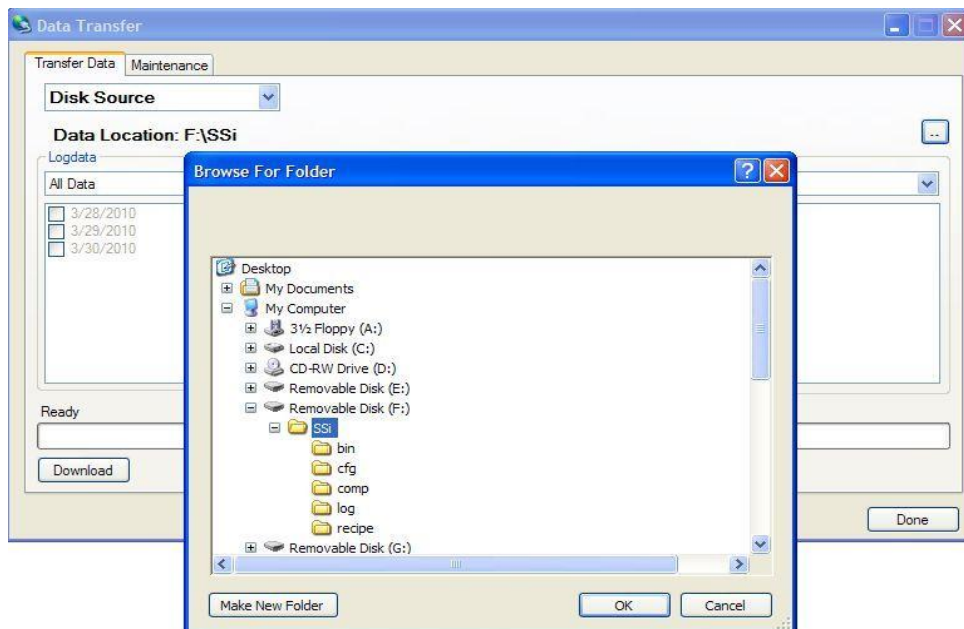 Data Transfer
Transfer Data Maintenance
Disk Source
Data Location: F:\SSi
..
Logdata
All Data
3/28/2010
3/29/2010
3/30/2010
Browse For Folder
Desktop
My Documents
My Computer
3½ Floppy (A:)
Local Disk (C:)
CD-RW Drive (D:)
Removable Disk (E:)
Removable Disk (F:)
SSi
bin
cfg
comp
log
recipe
Removable Disk (G:)
Make New Folder OK Cancel
Ready
Download
Done